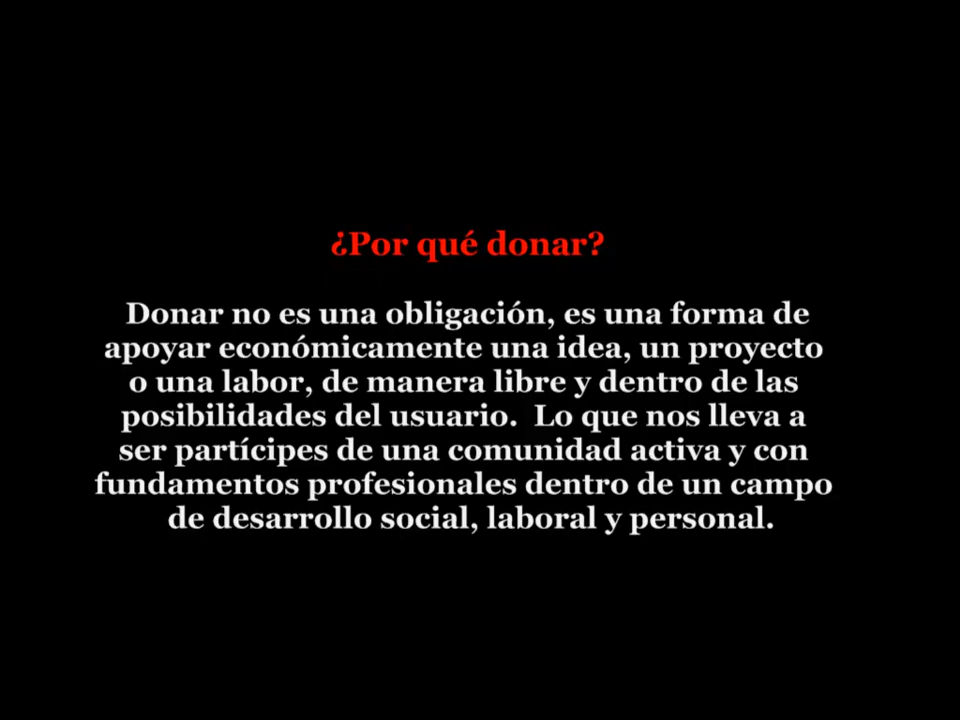 ¿Por qué donar?
Donar no es una obligación, es una forma de
apoyar económicamente una idea, un proyecto
o una labor, de manera libre y dentro de las
posibilidades del usuario.  Lo que nos lleva a
ser partícipes de una comunidad activa y con
fundamentos profesionales dentro de un campo
de desarrollo social, laboral y personal.